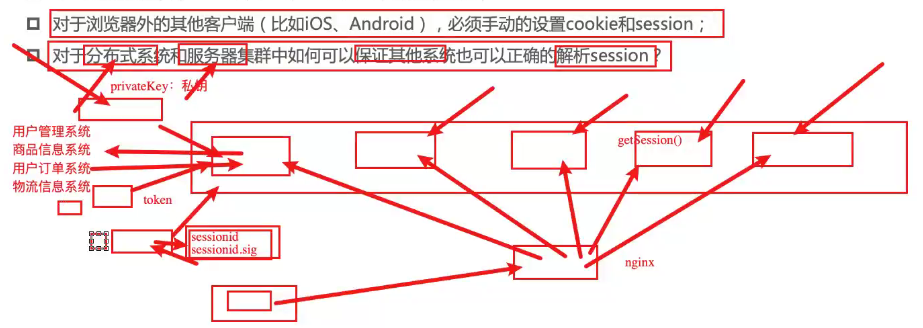 对于浏览器外的其他客户端（比如iOS、Android），必须手动的设置cookie和session；
对于分布式系统和服务器集群中如何可以保证其他系统也可以正确的解析session？
privateKey：私钥
用户管理系统
商品信息系统
用户订单系统
物流信息系统
getSession()
token
sessionid
sessionid.sig
nginx